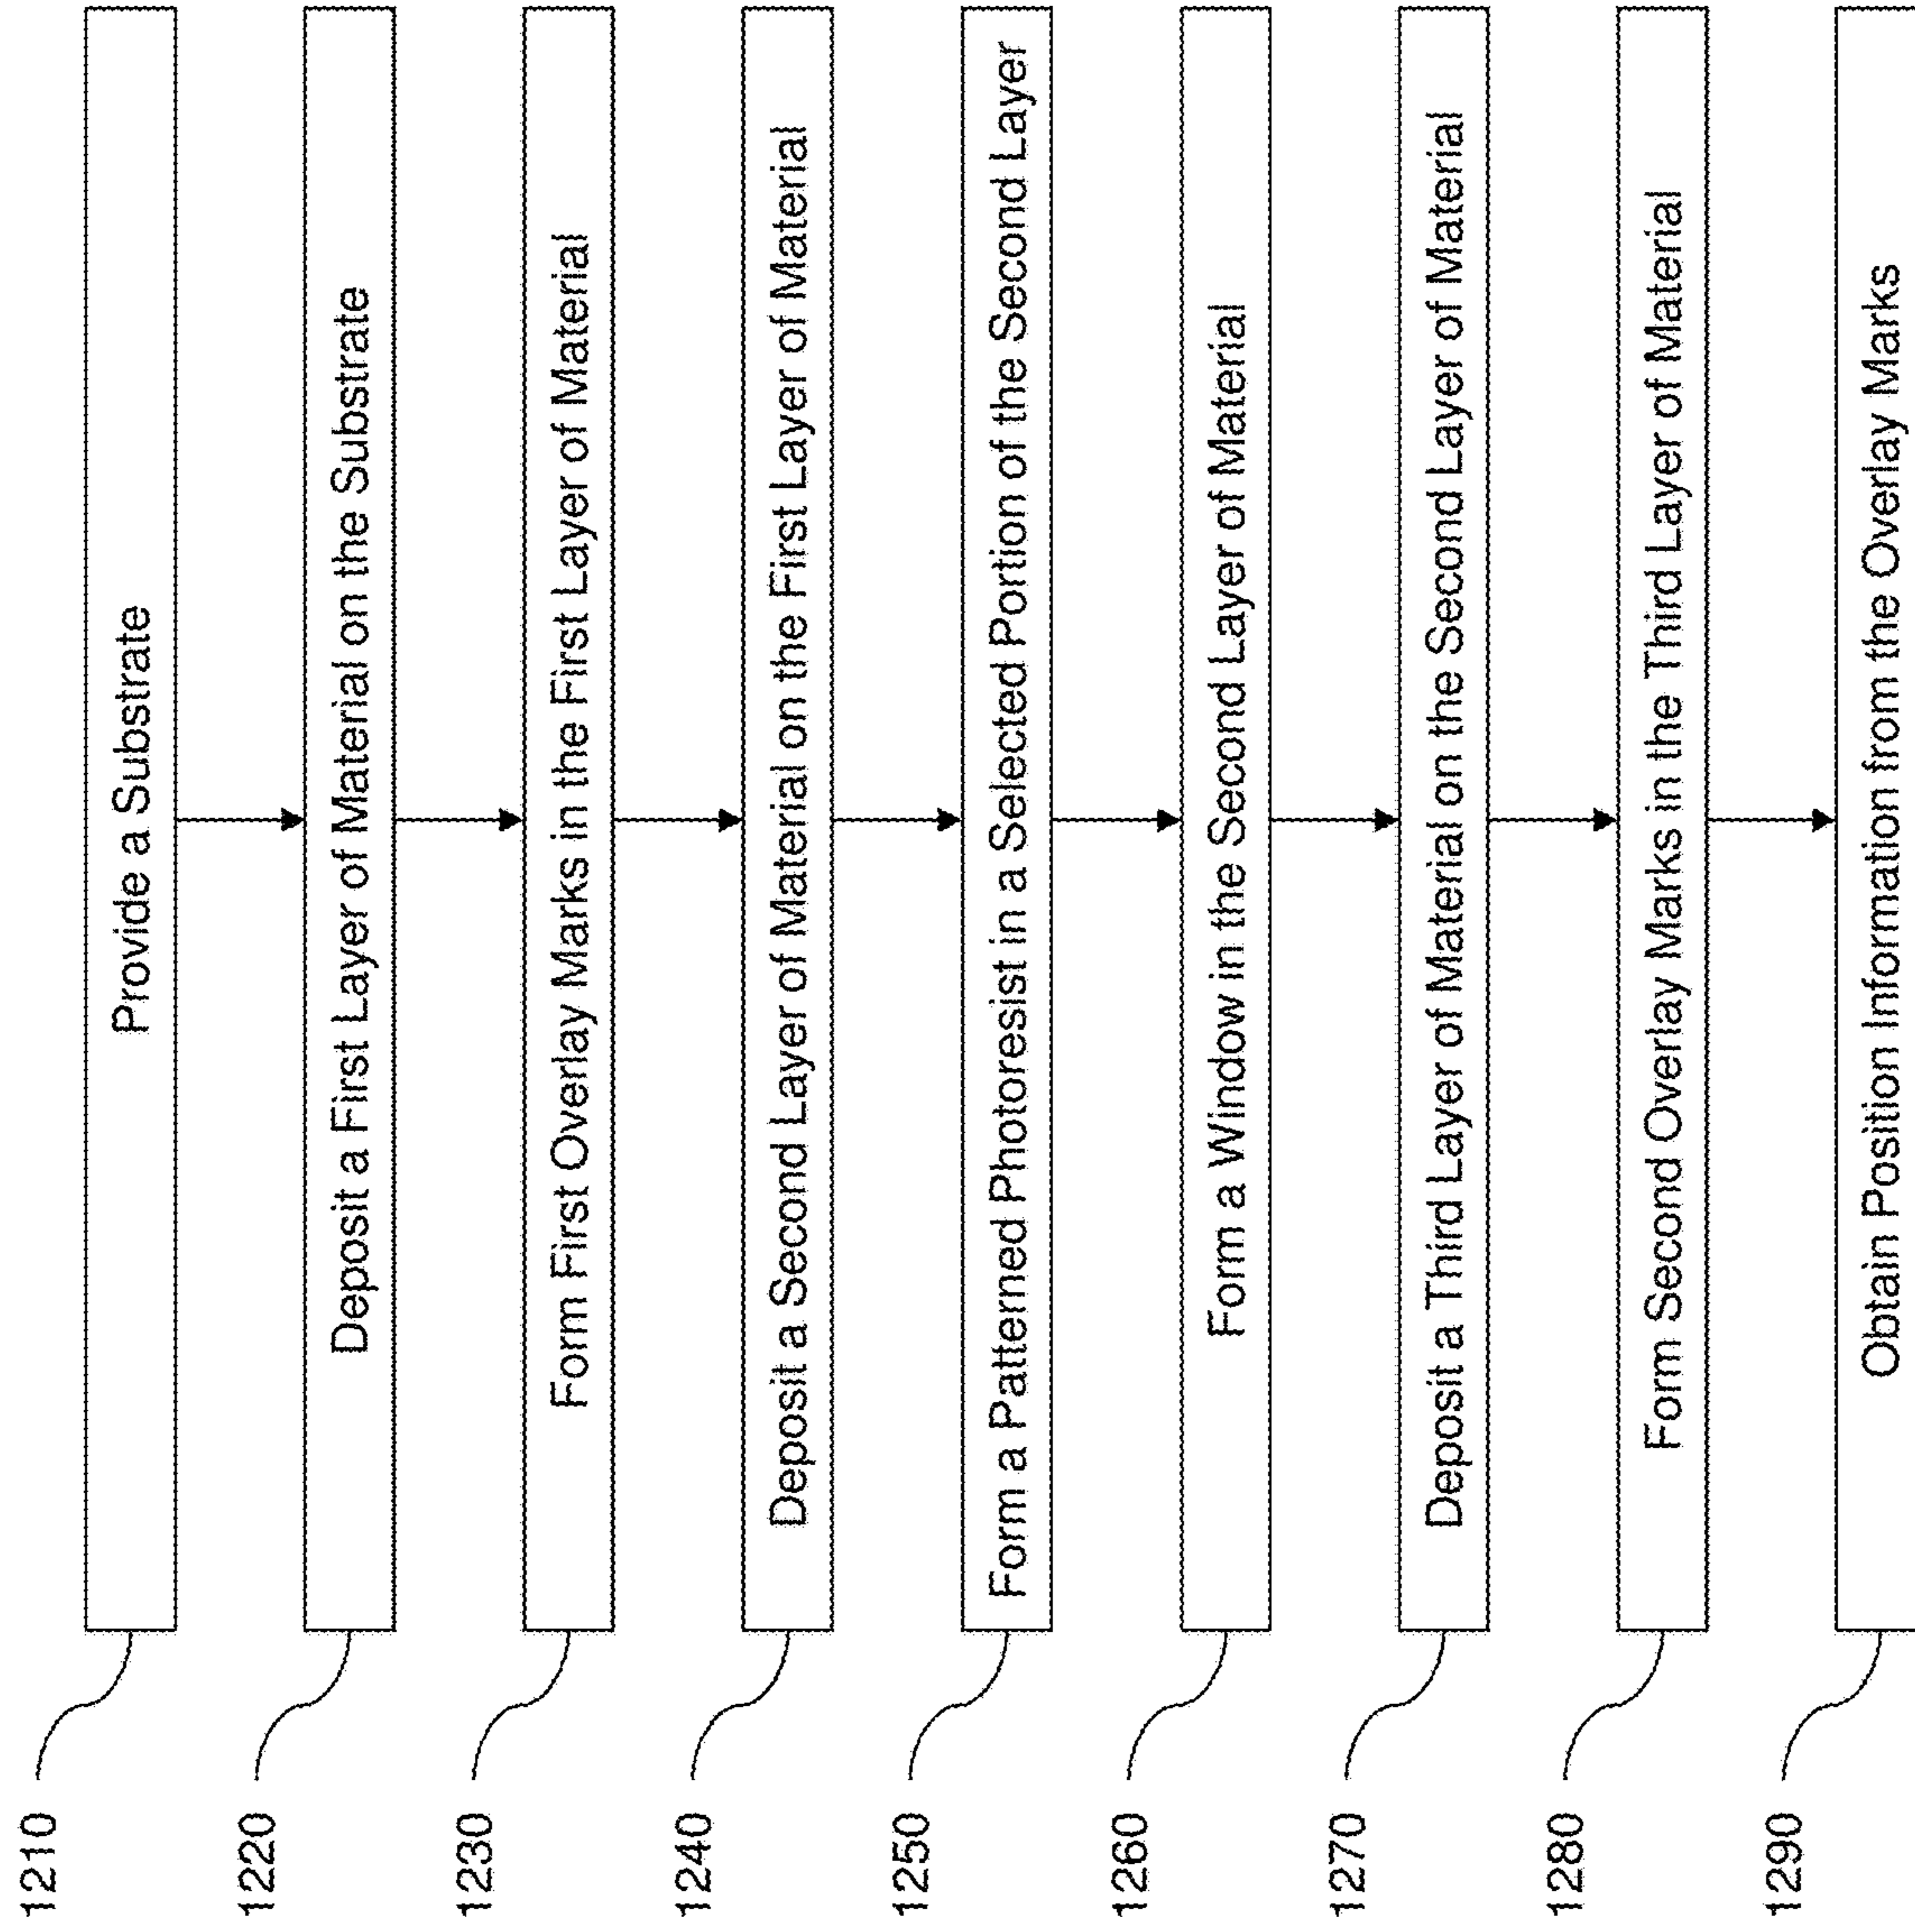 1210
Provide a Substrate
1220
Deposit a First Layer of Material on the Substrate
1230
Form First Overlay Marks in the First Layer of Material
1240
Deposit a Second Layer of Material on the First Layer of Material
1250
Form a Patterned Photoresist in a Selected Portion of the Second Layer
1260
Form a Window in the Second Layer of Material
1270
Deposit a Third Layer of Material on the Second Layer of Material
1280
Form Second Overlay Marks in the Third Layer of Material
1290
Obtain Position Information from the Overlay Marks